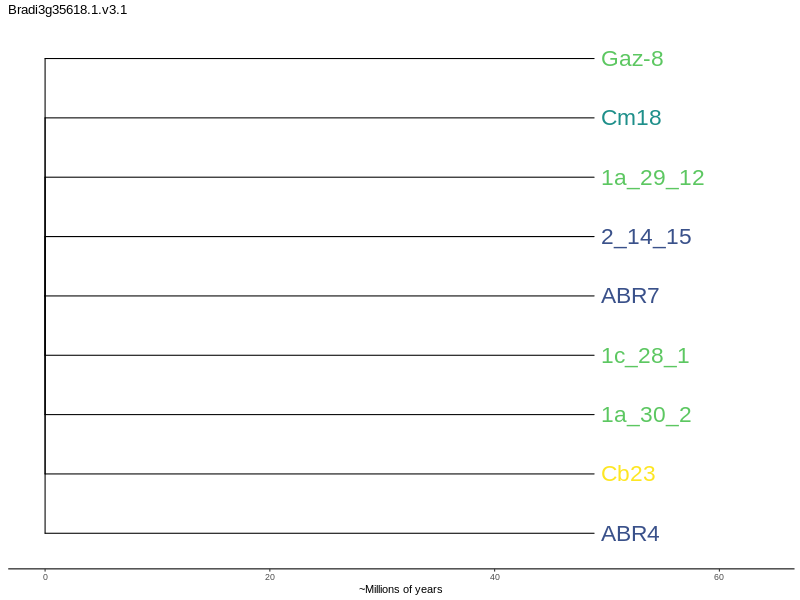 Bradi3g35618.1.v3.1
Gaz-8
Cm18
1a_29_12
2_14_15
ABR7
1c_28_1
1a_30_2
Cb23
ABR4
0 20 40 60
~Millions of years